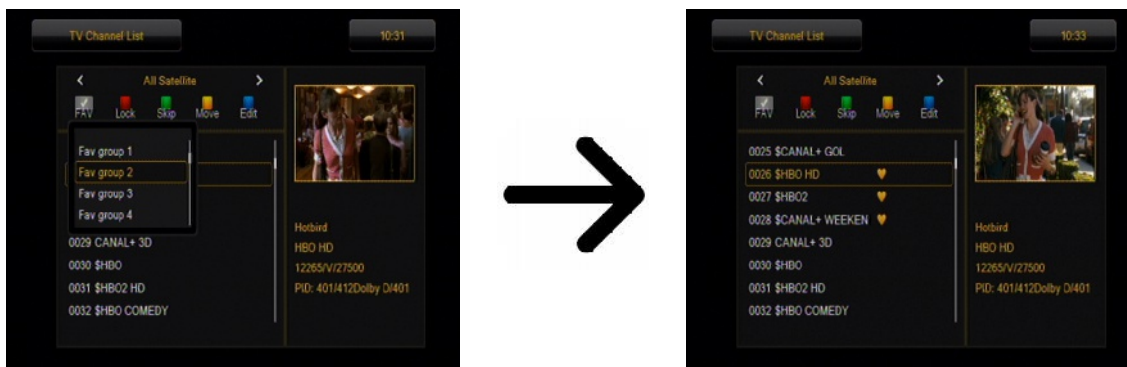 TV Channel List
10:31
All Satellite
FAV Lock Skip Move Edit
Fav group 1
Fav group 2
Fav group 3
Fav group 4
0029 CANAL+ 3D
0030 $HBO
0031 $HBO2 HD
0032 $HBO COMEDY
Hotbird
HBO HD
12265/V/27500
PID: 401/412Dolby D/401
TV Channel List
10:33
All Satellite
FAV Lock Skip Move Edit
0025 $CANAL+ GOL
0026 $HBO HD
0027 $HBO2
0028 $CANAL+ WEEKEN
0029 CANAL+ 3D
0030 $HBO
0031 $HBO2 HD
0032 $HBO COMEDY
Hotbird
HBO HD
12265/V/27500
PID: 401/412Dolby D/401